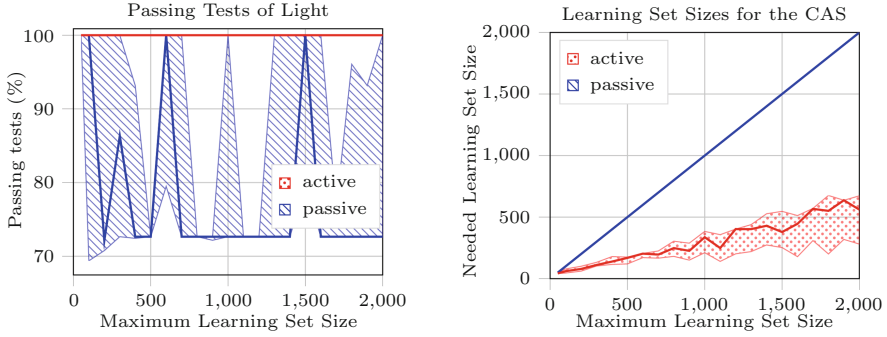 Passing Tests of Light
Passing tests (%)
100
90
80
70
active
passive
0
500
1,000
1,500
2,000
Maximum Learning Set Size
Learning Set Sizes for the CAS
Needed Learning Set Size
2,000
1,500
1,000
500
0
active
passive
0
500
1,000
1,500
2,000
Maximum Learning Set Size